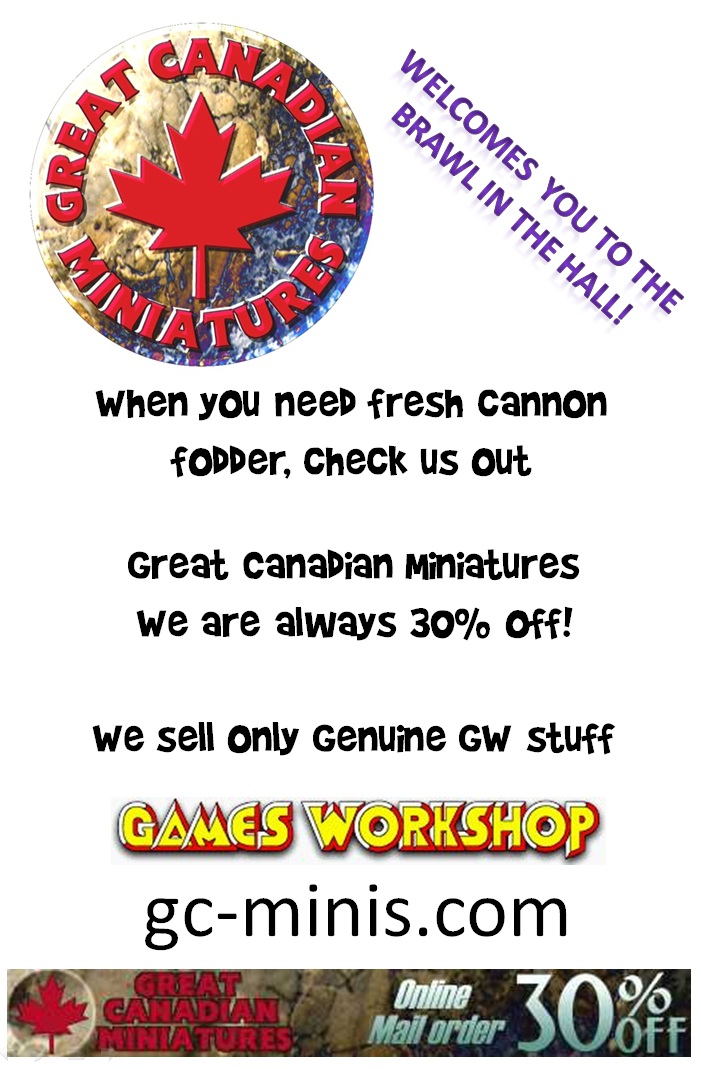 GREAT CANADIAN
MINIATURES
WELCOMES YOU TO THE
BRAWL IN THE HALL!
When you need fresh cannon
fodder, check us out
Great Canadian Miniatures
We are always 30% off!
We sell only Genuine GW stuff
GAMES WORKSHOP
gc-minis.com
GREAT
CANADIAN
MINIATURES
Online
Mail order
30%
OFF